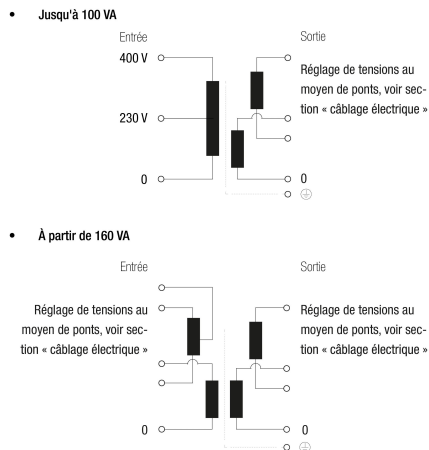 • Jusqu'à 100 VA
Entrée
Sortie
400 V
Réglage de tensions au
moyen de ponts, voir sec-
tion « câblage électrique »
230 V
0
0
• À partir de 160 VA
Entrée
Sortie
Réglage de tensions au
moyen de ponts, voir sec-
tion « câblage électrique »
Réglage de tensions au
moyen de ponts, voir sec-
tion « câblage électrique »
0
0